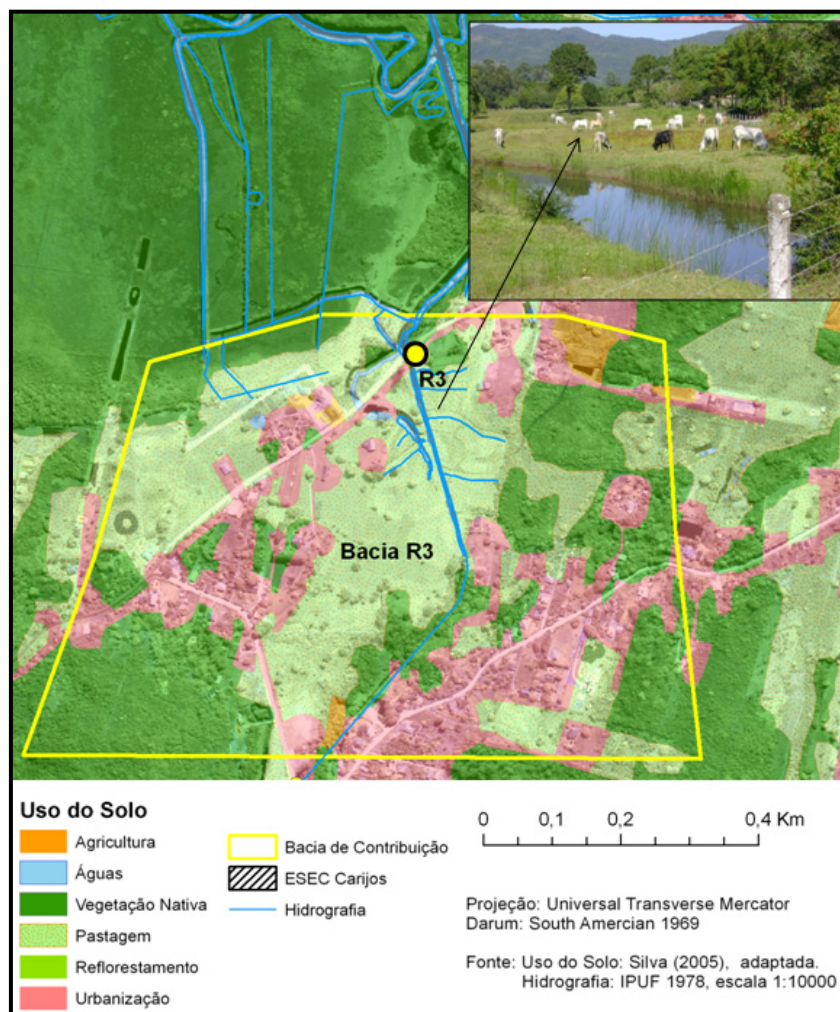 R3
Bacia R3
Uso do Solo
Agricultura
Águas
Vegetação Nativa
Pastagem
Reflorestamento
Urbanização
Bacia de Contribuição
ESEC Carijos
Hidrografia
0 0,1 0,2 0,4 Km
Projeção: Universal Transverse Mercator
Darum: South Amercian 1969
Fonte: Uso do Solo: Silva (2005), adaptada.
Hidrografia: IPUF 1978, escala 1:10000